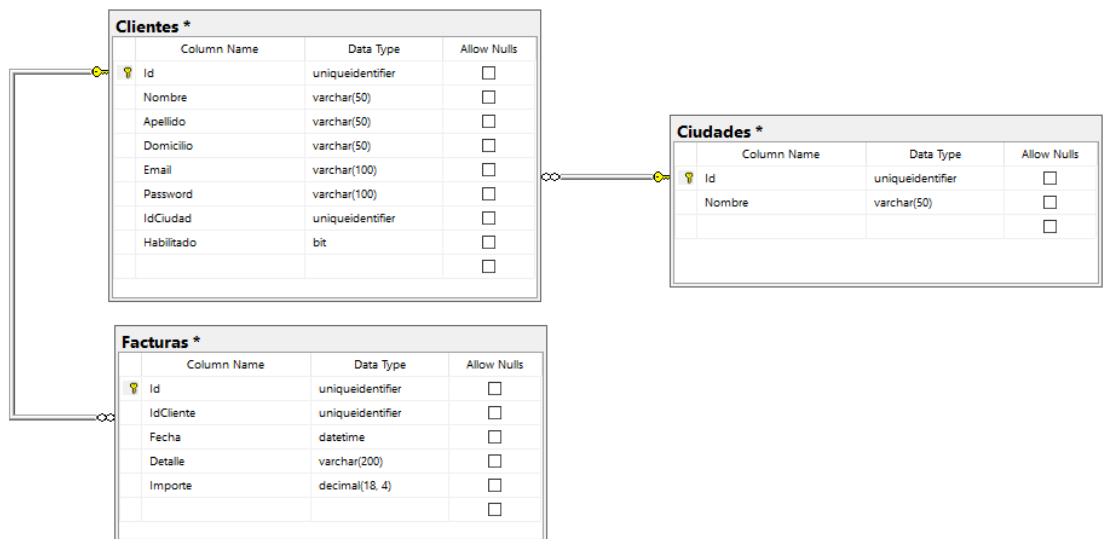 Clientes *
Column Name Data Type Allow Nulls
Id uniqueidentifier
Nombre varchar(50)
Apellido varchar(50)
Domicilio varchar(50)
Email varchar(100)
Password varchar(100)
IdCiudad uniqueidentifier
Habilitado bit
Ciudades *
Column Name Data Type Allow Nulls
Id uniqueidentifier
Nombre varchar(50)
Facturas *
Column Name Data Type Allow Nulls
Id uniqueidentifier
IdCliente uniqueidentifier
Fecha datetime
Detalle varchar(200)
Importe decimal(18, 4)